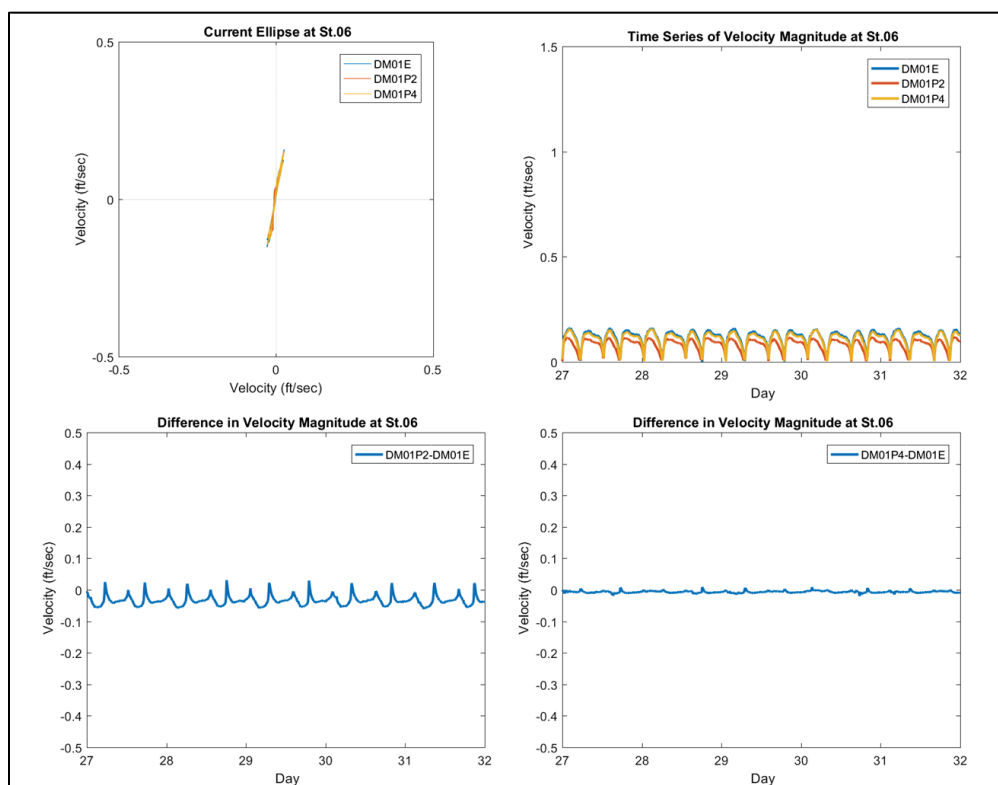 Current Ellipse at St.06
0.5
0
-0.5
-0.5
0
0.5
Velocity (ft/sec)
Velocity (ft/sec)
DM01E
DM01P2
DM01P4
Time Series of Velocity Magnitude at St.06
1.5
1
0.5
0
27
28
29
30
31
32
Velocity (ft/sec)
Day
DM01E
DM01P2
DM01P4
Difference in Velocity Magnitude at St.06
0.5
0.4
0.3
0.2
0.1
0
-0.1
-0.2
-0.3
-0.4
-0.5
27
28
29
30
31
32
Velocity (ft/sec)
Day
DM01P2-DM01E
Difference in Velocity Magnitude at St.06
0.5
0.4
0.3
0.2
0.1
0
-0.1
-0.2
-0.3
-0.4
-0.5
27
28
29
30
31
32
Velocity (ft/sec)
Day
DM01P4-DM01E